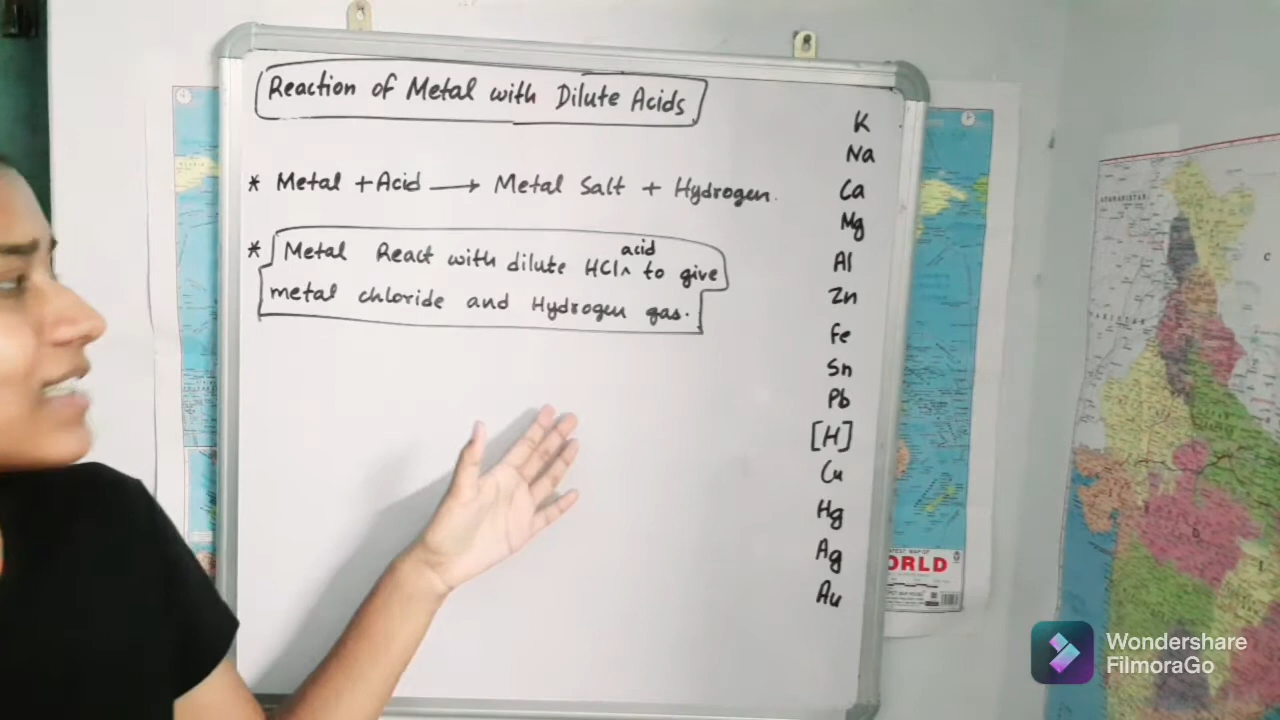 Reaction of Metal with Dilute Acids
* Metal + Acid → Metal Salt + Hydrogen.
* Metal React with dilute HCl^ acid to give
metal chloride and Hydrogen gas.
K
Na
Ca
Mg
Al
Zn
Fe
Sn
Pb
[H]
Cu
Hg
Ag
Au
ORLD
Wondershare
FilmoraGo